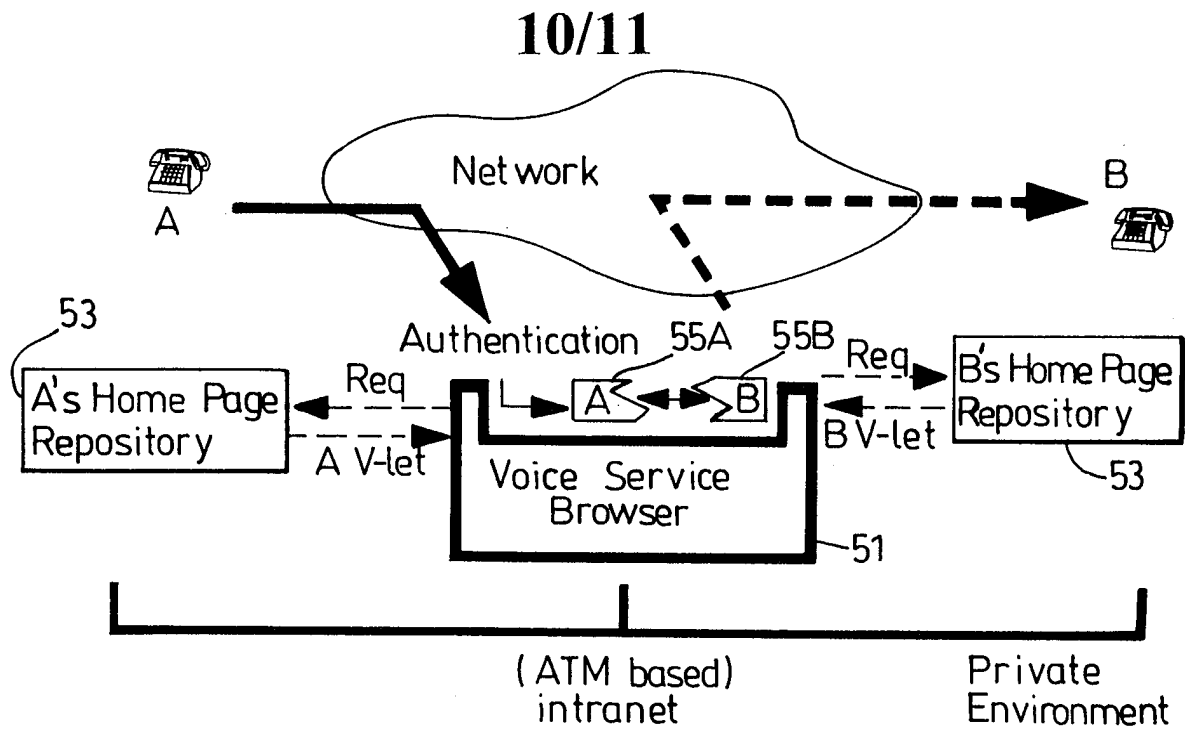 10/11
Network
A
B
53
Authentication
55A
55B
Req
Req
A's Home Page
Repository
A V-let
A
B
B's Home Page
Repository
B V-let
53
Voice Service
Browser
51
(ATM based)
intranet
Private
Environment